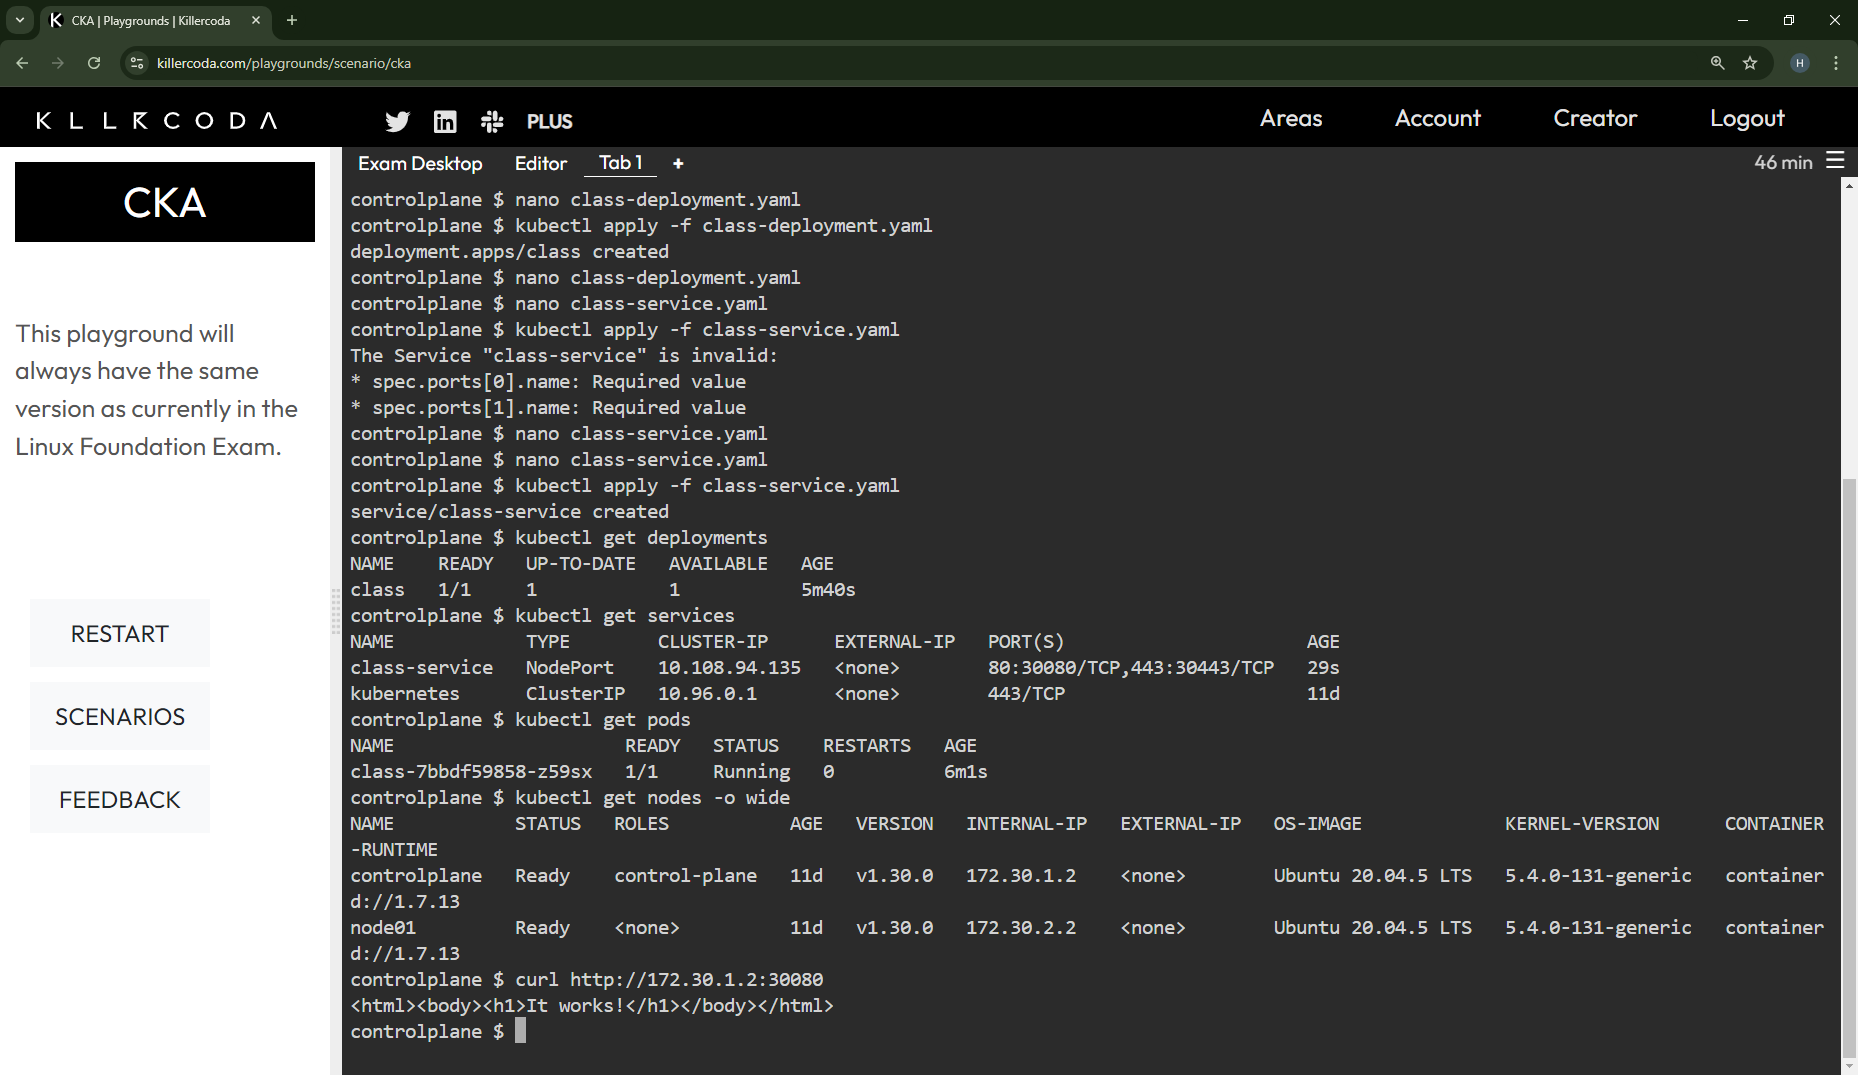 CKA | Playgrounds | Killercoda
killercoda.com/playgrounds/scenario/cka
H
KLLRCODA
PLUS
Areas
Account
Creator
Logout
CKA
This playground will
always have the same
version as currently in the
Linux Foundation Exam.
RESTART
SCENARIOS
FEEDBACK
Exam Desktop
Editor
Tab 1
+
46 min
controlplane $ nano class-deployment.yaml
controlplane $ kubectl apply -f class-deployment.yaml
deployment.apps/class created
controlplane $ nano class-deployment.yaml
controlplane $ nano class-service.yaml
controlplane $ kubectl apply -f class-service.yaml
The Service "class-service" is invalid:
* spec.ports[0].name: Required value
* spec.ports[1].name: Required value
controlplane $ nano class-service.yaml
controlplane $ nano class-service.yaml
controlplane $ kubectl apply -f class-service.yaml
service/class-service created
controlplane $ kubectl get deployments
NAME    READY   UP-TO-DATE   AVAILABLE   AGE
class   1/1     1            1           5m40s
controlplane $ kubectl get services
NAME            TYPE        CLUSTER-IP      EXTERNAL-IP   PORT(S)                      AGE
class-service   NodePort    10.108.94.135   <none>        80:30080/TCP,443:30443/TCP   29s
kubernetes      ClusterIP   10.96.0.1       <none>        443/TCP                      11d
controlplane $ kubectl get pods
NAME                     READY   STATUS    RESTARTS   AGE
class-7bbdf59858-z59sx   1/1     Running   0          6m1s
controlplane $ kubectl get nodes -o wide
NAME           STATUS   ROLES           AGE   VERSION   INTERNAL-IP   EXTERNAL-IP   OS-IMAGE             KERNEL-VERSION      CONTAINER
-RUNTIME
controlplane   Ready    control-plane   11d   v1.30.0   172.30.1.2    <none>        Ubuntu 20.04.5 LTS   5.4.0-131-generic   container
d://1.7.13
node01         Ready    <none>          11d   v1.30.0   172.30.2.2    <none>        Ubuntu 20.04.5 LTS   5.4.0-131-generic   container
d://1.7.13
controlplane $ curl http://172.30.1.2:30080
<html><body><h1>It works!</h1></body></html>
controlplane $